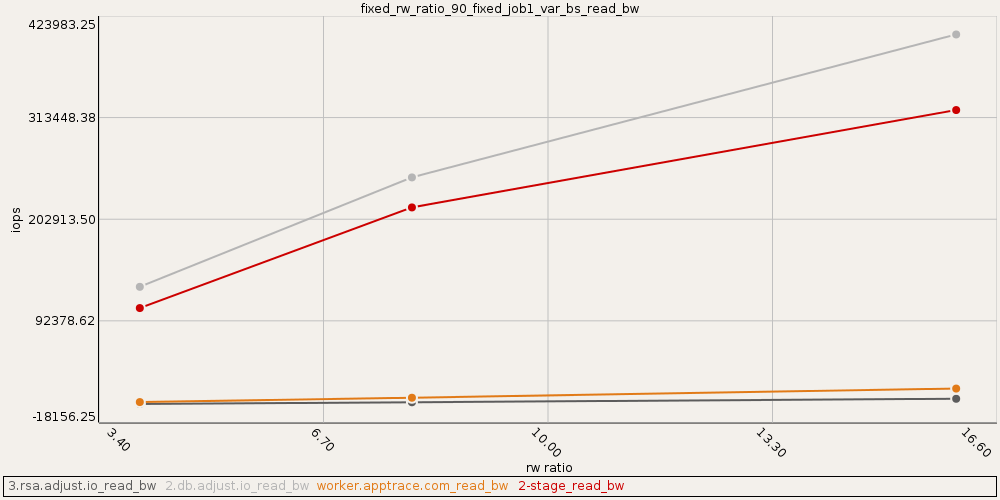 fixed_rw_ratio_90_fixed_job1_var_bs_read_bw
423983.25
313448.38
202913.50
92378.62
-18156.25
iops
3.40
6.70
10.00
13.30
16.60
rw ratio
3.rsa.adjust.io_read_bw 2.db.adjust.io_read_bw worker.apptrace.com_read_bw 2-stage_read_bw